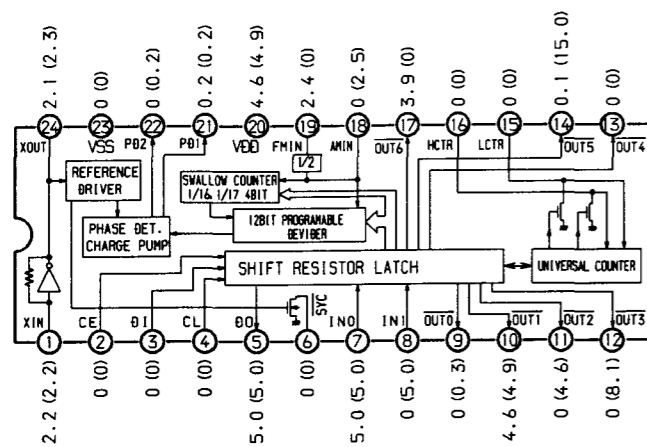 2.1 (2.3)
0 (0)
0 (0.2)
0.2 (0.2)
4.6 (4.9)
2.4 (0)
0 (2.5)
3.9 (0)
0 (0)
0 (0)
0.1 (15.0)
0 (0)
24 23 22 21 20 19 18 17 16 15 14 13
XOUT VSS PD2 PD1 VDD FMIN AMIN OUT6 HCTR LCTR OUT5 OUT4
1/2
REFERENCE
DRIVER
SWALLOW COUNTER
1/16, 1/17 4BIT
PHASE DET.
CHARGE PUMP
12BIT PROGRAMABLE
DEVIBER
SHIFT RESISTOR LATCH
UNIVERSAL COUNTER
XIN CE DI CL DO SYC IN0 IN1 OUT0 OUT1 OUT2 OUT3
1 2 3 4 5 6 7 8 9 10 11 12
2.2 (2.2)
0 (0)
0 (0)
0 (0)
5.0 (5.0)
0 (0)
5.0 (5.0)
0 (5.0)
0 (0.3)
4.6 (4.9)
0 (4.6)
0 (8.1)